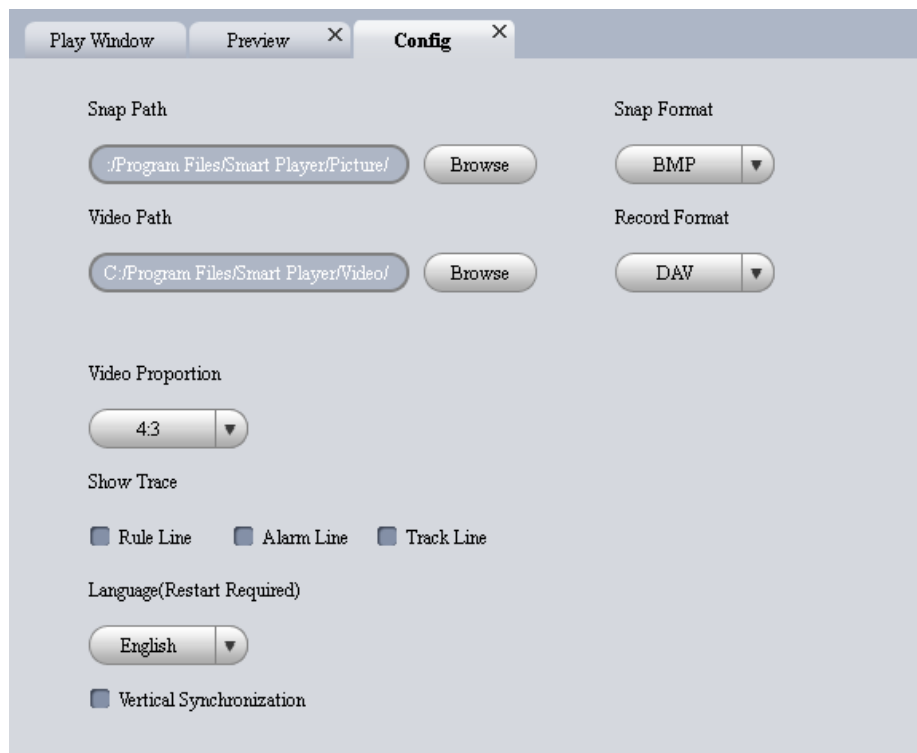 Play Window Preview Config
Snap Path Snap Format
:/Program Files/Smart Player/Picture/ Browse BMP
Video Path Record Format
C:/Program Files/Smart Player/Video/ Browse DAV
Video Proportion
4:3
Show Trace
Rule Line Alarm Line Track Line
Language(Restart Required)
English
Vertical Synchronization